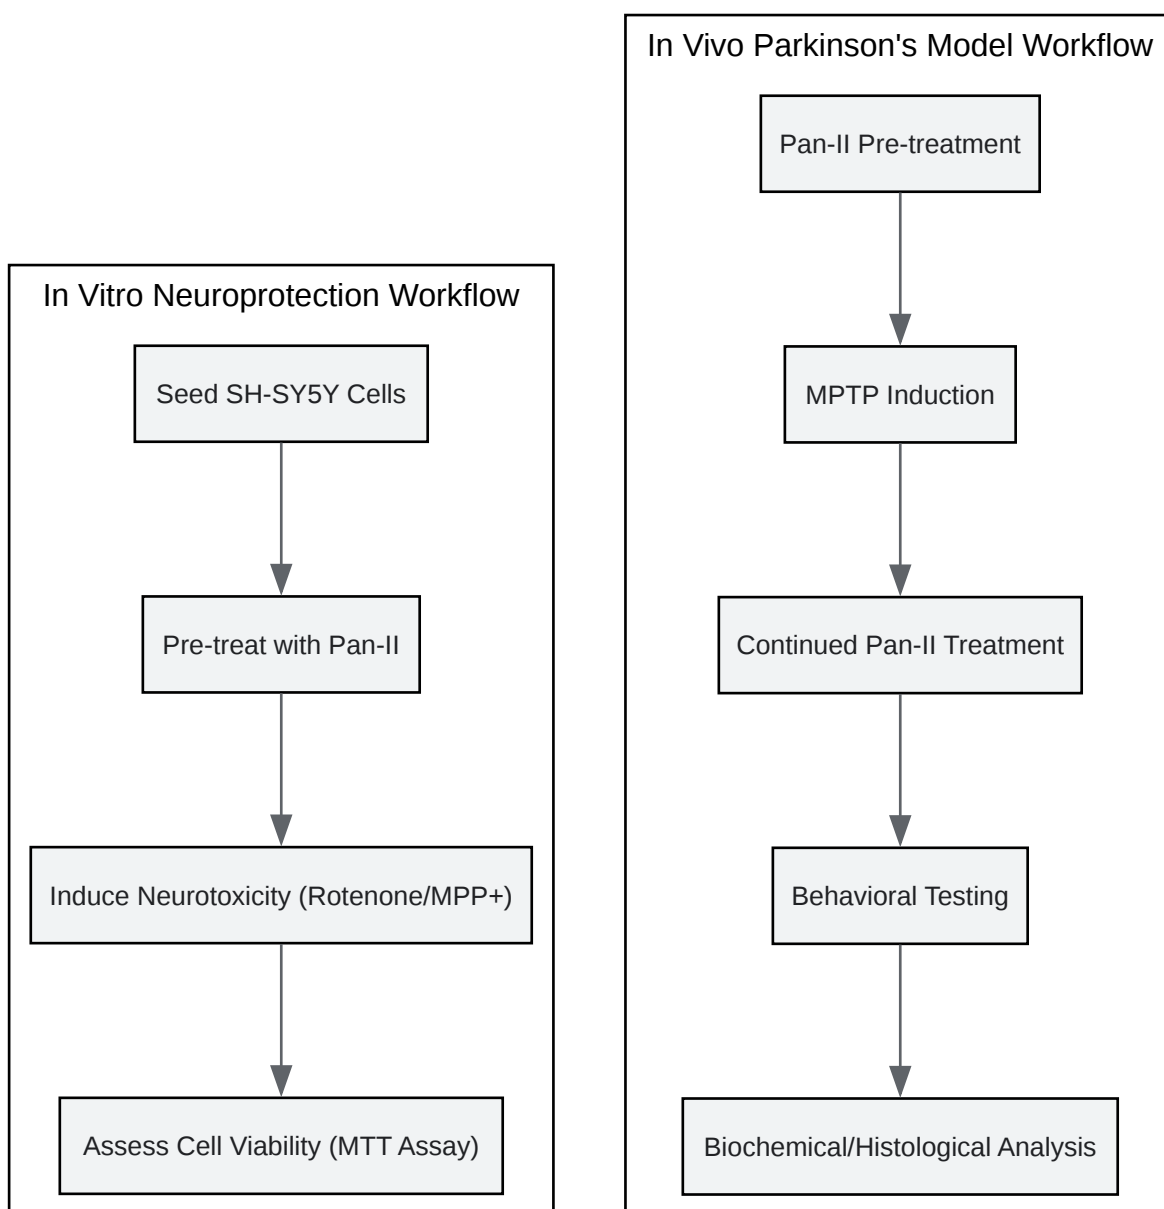 In Vitro Neuroprotection Workflow
Seed SH-SY5Y Cells
Pre-treat with Pan-II
Induce Neurotoxicity (Rotenone/MPP+)
Assess Cell Viability (MTT Assay)
In Vivo Parkinson's Model Workflow
Pan-II Pre-treatment
MPTP Induction
Continued Pan-II Treatment
Behavioral Testing
Biochemical/Histological Analysis